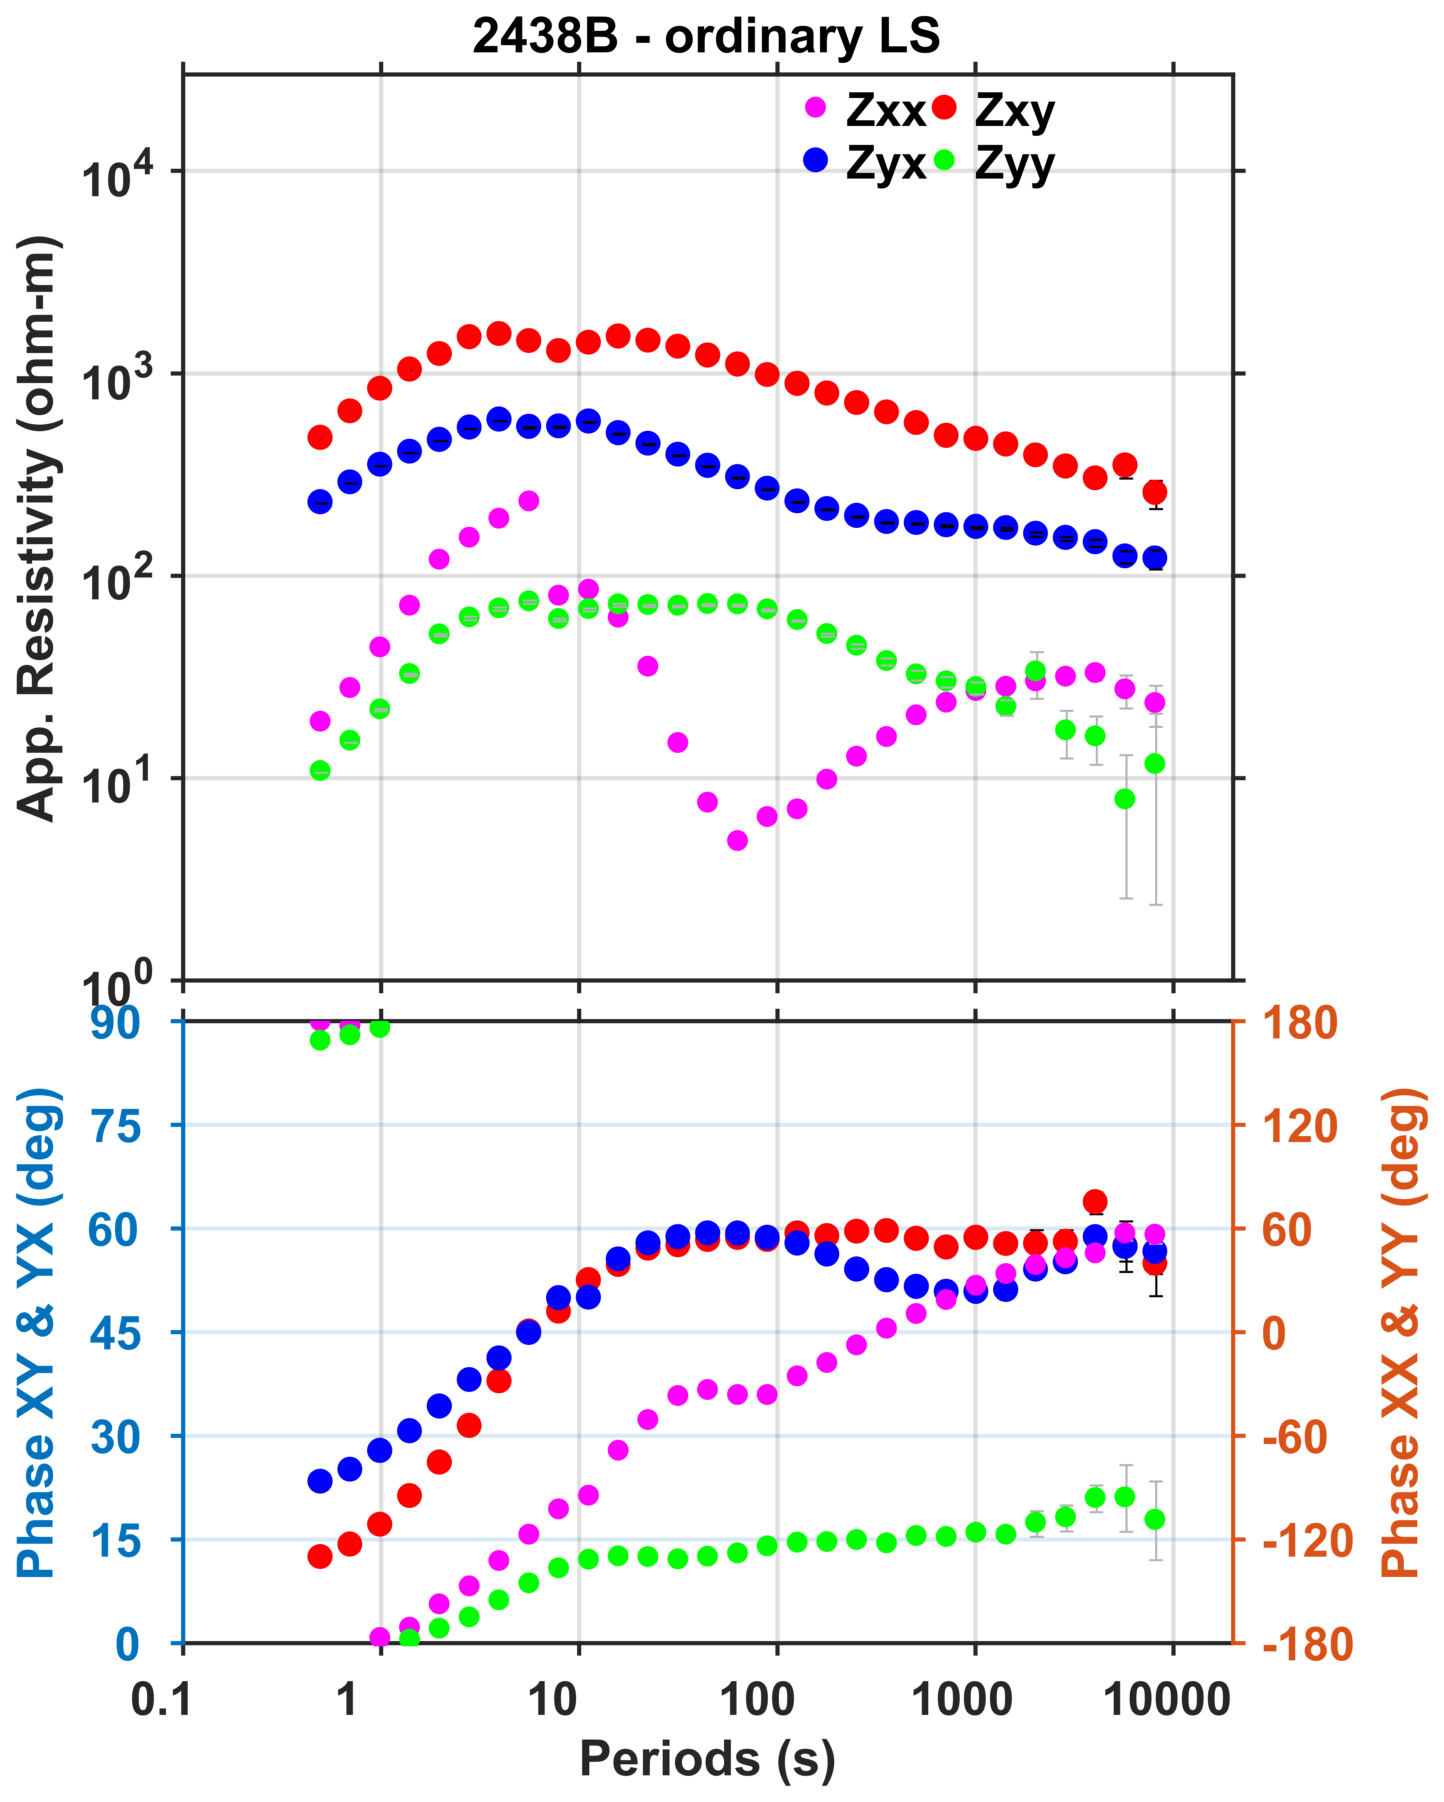 2438B - ordinary LS
Zxx Zxy
Zyx Zyy
10^4
10^3
10^2
10^1
10^0
App. Resistivity (ohm-m)
90 180
75 120
60 60
45 0
30 -60
15 -120
0 -180
Phase XY & YX (deg)
Phase XX & YY (deg)
0.1 1 10 100 1000 10000
Periods (s)